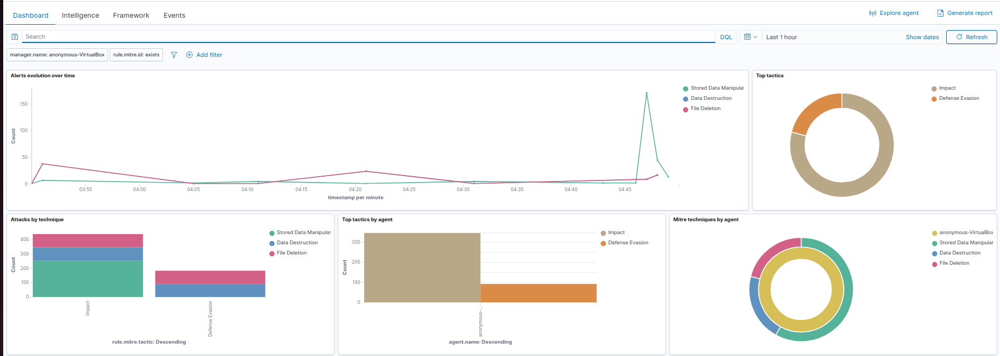 Dashboard Intelligence Framework Events Explore agent Generate report
Search DQL Last 1 hour Show dates Refresh
manager.name: anonymous-VirtualBox rule.mitre.id: exists Add filter
Alerts evolution over time
Count
150
100
50
0
03:55 04:00 04:05 04:10 04:15 04:20 04:25 04:30 04:35 04:40 04:45
timestamp per minute
Stored Data Manipulat
Data Destruction
File Deletion
Top tactics
Impact
Defense Evasion
Attacks by technique
Count
400
300
200
100
0
Impact
Defense Evasion
rule.mitre.tactic: Descending
Stored Data Manipulat
Data Destruction
File Deletion
Top tactics by agent
Count
300
200
100
0
anonymous-...
agent.name: Descending
Impact
Defense Evasion
Mitre techniques by agent
anonymous-VirtualBox
Stored Data Manipulat
Data Destruction
File Deletion